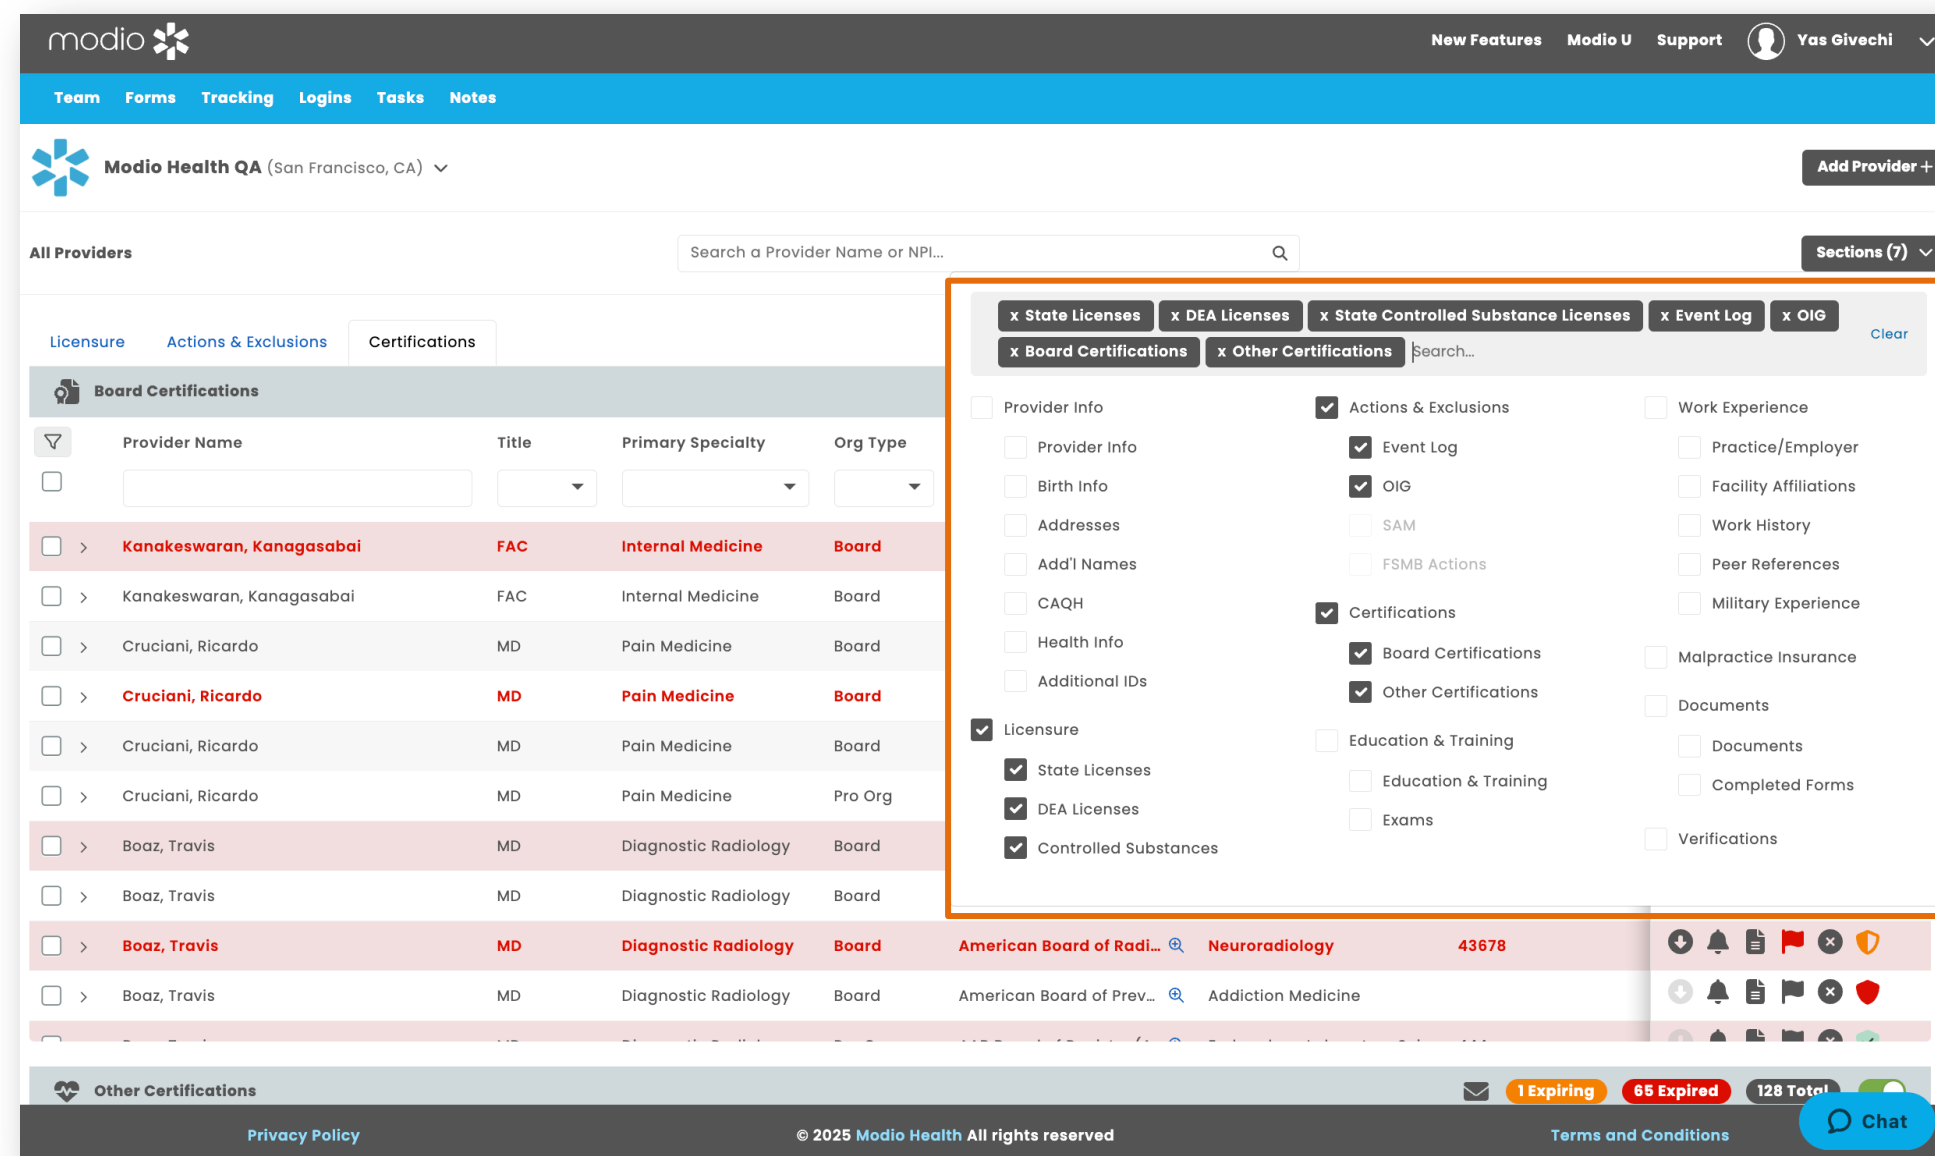 modio
New Features Modio U Support Yas Givechi
Team Forms Tracking Logins Tasks Notes
Modio Health QA (San Francisco, CA)
Add Provider +
All Providers
Search a Provider Name or NPI...
Sections (7)
Licensure Actions & Exclusions Certifications
Board Certifications
Provider Name Title Primary Specialty Org Type
Kanakeswaran, Kanagasabai FAC Internal Medicine Board
Kanakeswaran, Kanagasabai FAC Internal Medicine Board
Cruciani, Ricardo MD Pain Medicine Board
Cruciani, Ricardo MD Pain Medicine Board
Cruciani, Ricardo MD Pain Medicine Board
Cruciani, Ricardo MD Pain Medicine Pro Org
Boaz, Travis MD Diagnostic Radiology Board
Boaz, Travis MD Diagnostic Radiology Board
Boaz, Travis MD Diagnostic Radiology Board American Board of Radi... Neuroradiology 43678
Boaz, Travis MD Diagnostic Radiology Board American Board of Prev... Addiction Medicine
x State Licenses x DEA Licenses x State Controlled Substance Licenses x Event Log x OIG
x Board Certifications x Other Certifications Search...
Clear
Provider Info
Provider Info
Birth Info
Addresses
Add'l Names
CAQH
Health Info
Additional IDs
Licensure
State Licenses
DEA Licenses
Controlled Substances
Actions & Exclusions
Event Log
OIG
SAM
FSMB Actions
Certifications
Board Certifications
Other Certifications
Education & Training
Education & Training
Exams
Work Experience
Practice/Employer
Facility Affiliations
Work History
Peer References
Military Experience
Malpractice Insurance
Documents
Documents
Completed Forms
Verifications
Other Certifications
1 Expiring 65 Expired 128 Total
Privacy Policy © 2025 Modio Health All rights reserved Terms and Conditions
Chat